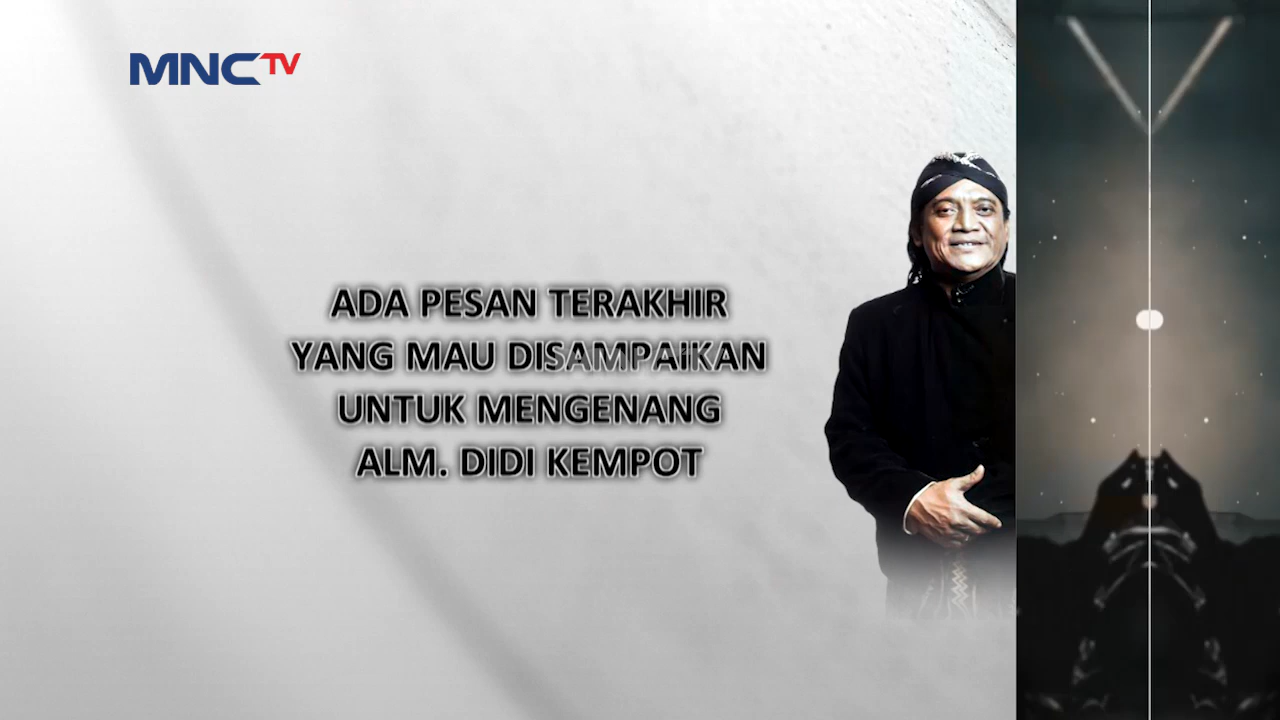 MNCTV
ADA PESAN TERAKHIR
YANG MAU DISAMPAIKAN
UNTUK MENGENANG
ALM. DIDI KEMPOT